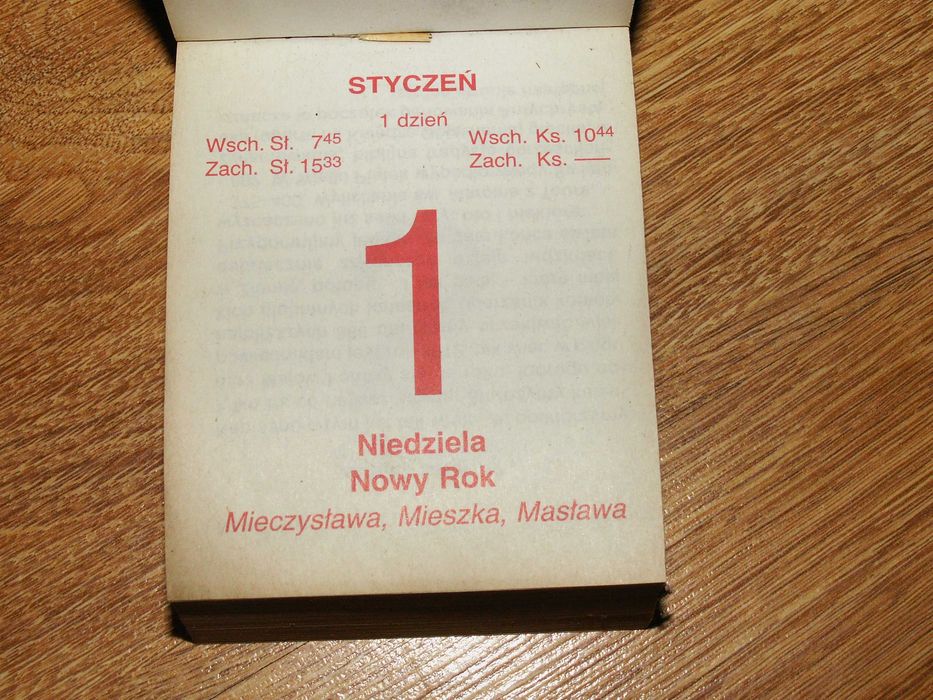 STYCZEŃ
1 dzień
Wsch. Sł. 7⁴⁵
Zach. Sł. 15³³
Wsch. Ks. 10⁴⁴
Zach. Ks. —
1
Niedziela
Nowy Rok
Mieczysława, Mieszka, Masława